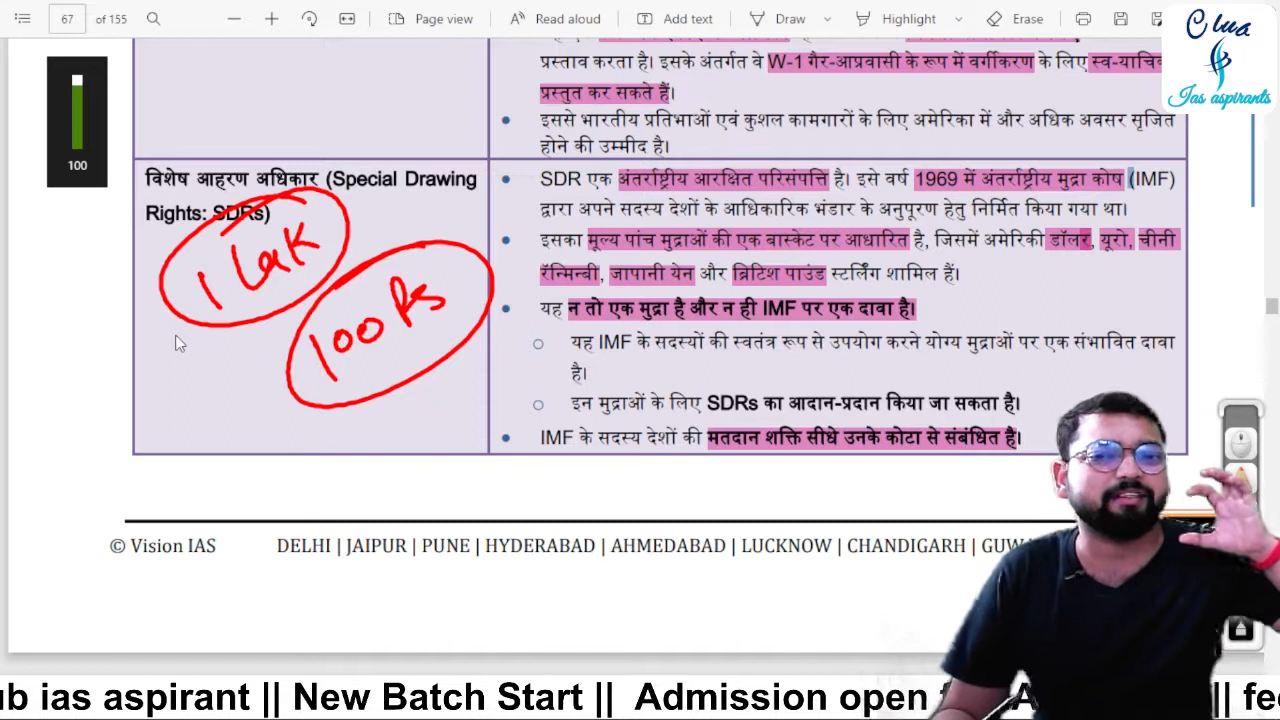 67 of 155 Page view Read aloud Add text Draw Highlight Erase
Clua
Ias aspirants
प्रस्ताव करता है। इसके अंतर्गत वे W-1 गैर-आप्रवासी के रूप में वर्गीकरण के लिए
प्रस्तुत कर सकते हैं।
इससे भारतीय प्रतिभाओं एवं कुशल कामगारों के लिए अमेरिका में और अधिक अवसर सृजित
होने की उम्मीद है।
100
विशेष आहरण अधिकार (Special Drawing
Rights: SDRs)
1 Lak
100 Rs
SDR एक अंतर्राष्ट्रीय आरक्षित परिसंपत्ति है। इसे वर्ष 1969 में अंतर्राष्ट्रीय मुद्रा कोष (IMF)
द्वारा अपने सदस्य देशों के आधिकारिक भंडार के अनुपूरण हेतु निर्मित किया गया था।
इसका मूल्य पांच मुद्राओं की एक बास्केट पर आधारित है, जिसमें अमेरिकी डॉलर, यूरो, चीनी
रॅन्मिन्बी, जापानी येन और ब्रिटिश पाउंड स्टर्लिंग शामिल हैं।
यह न तो एक मुद्रा है और न ही IMF पर एक दावा है।
यह IMF के सदस्यों की स्वतंत्र रूप से उपयोग करने योग्य मुद्राओं पर एक संभावित दावा
है।
इन मुद्राओं के लिए SDRs का आदान-प्रदान किया जा सकता है।
IMF के सदस्य देशों की मतदान शक्ति सीधे उनके कोटा से संबंधित है।
© Vision IAS DELHI | JAIPUR | PUNE | HYDERABAD | AHMEDABAD | LUCKNOW | CHANDIGARH |
ub ias aspirant || New Batch Start || Admission open || fe